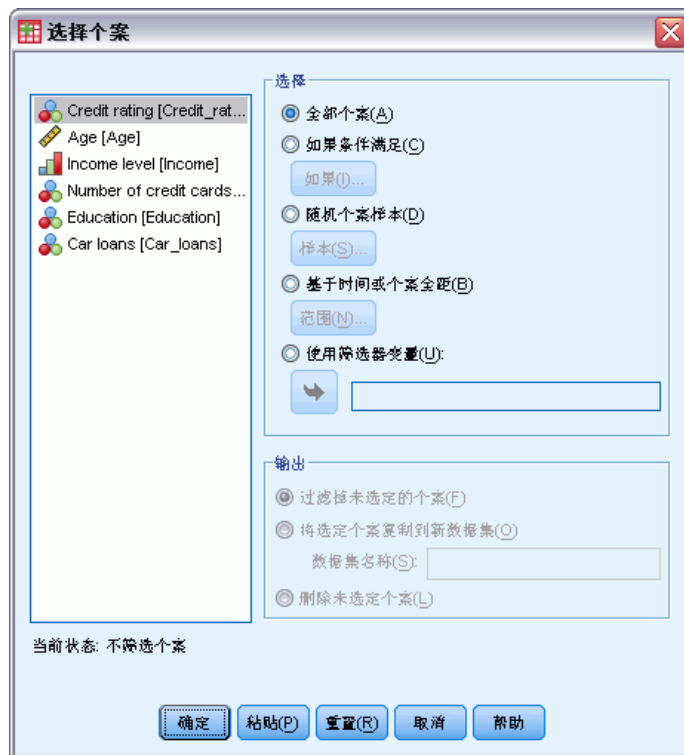 选择个案
Credit rating [Credit_rat...
Age [Age]
Income level [Income]
Number of credit cards...
Education [Education]
Car loans [Car_loans]
选择
全部个案(A)
如果条件满足(C)
如果(I)...
随机个案样本(D)
样本(S)...
基于时间或个案全距(B)
范围(N)...
使用筛选器变量(U):
输出
过滤掉未选定的个案(F)
将选定个案复制到新数据集(O)
数据集名称(S):
删除未选定个案(L)
当前状态: 不筛选个案
确定 粘贴(P) 重置(R) 取消 帮助